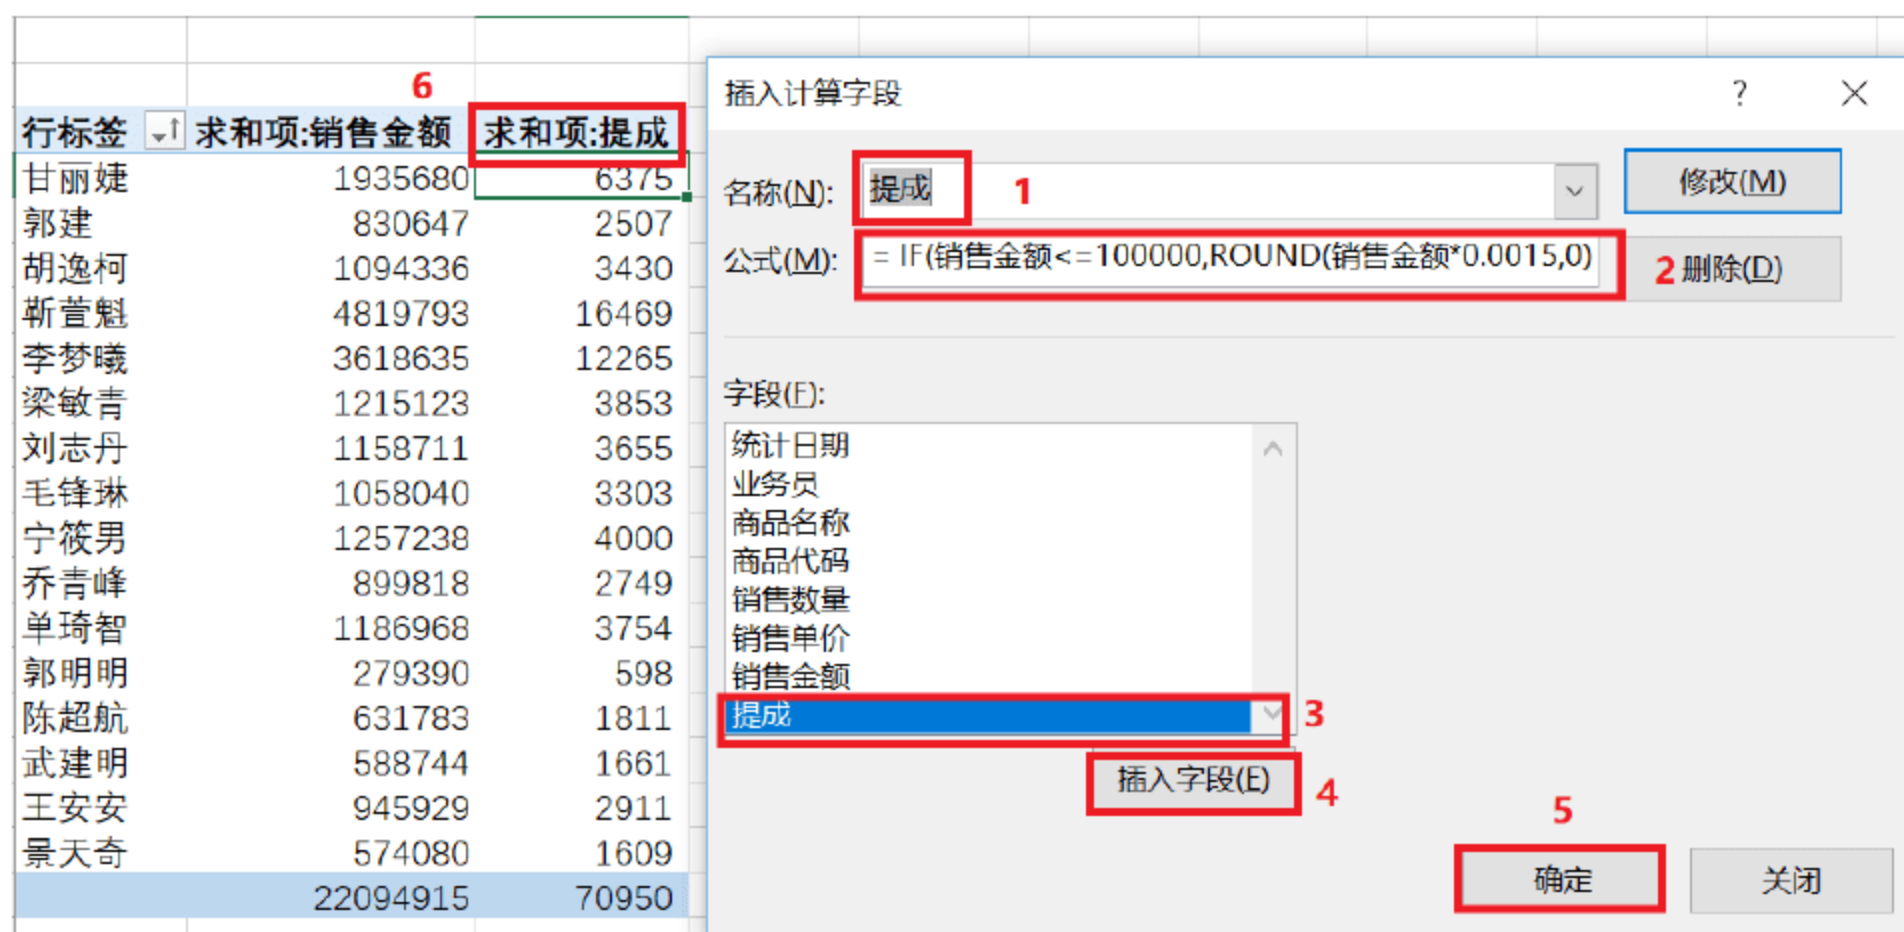 6
行标签 求和项:销售金额 求和项:提成
甘丽婕 1935680 6375
郭建 830647 2507
胡逸柯 1094336 3430
靳萱魁 4819793 16469
李梦曦 3618635 12265
梁敏青 1215123 3853
刘志丹 1158711 3655
毛锋琳 1058040 3303
宁筱男 1257238 4000
乔青峰 899818 2749
单琦智 1186968 3754
郭明明 279390 598
陈超航 631783 1811
武建明 588744 1661
王安安 945929 2911
景天奇 574080 1609
22094915 70950
插入计算字段 ?
名称(N): 提成 1 修改(M)
公式(M): = IF(销售金额<=100000,ROUND(销售金额*0.0015,0) 2 删除(D)
字段(F):
统计日期
业务员
商品名称
商品代码
销售数量
销售单价
销售金额
提成 3
插入字段(E) 4
5
确定 关闭